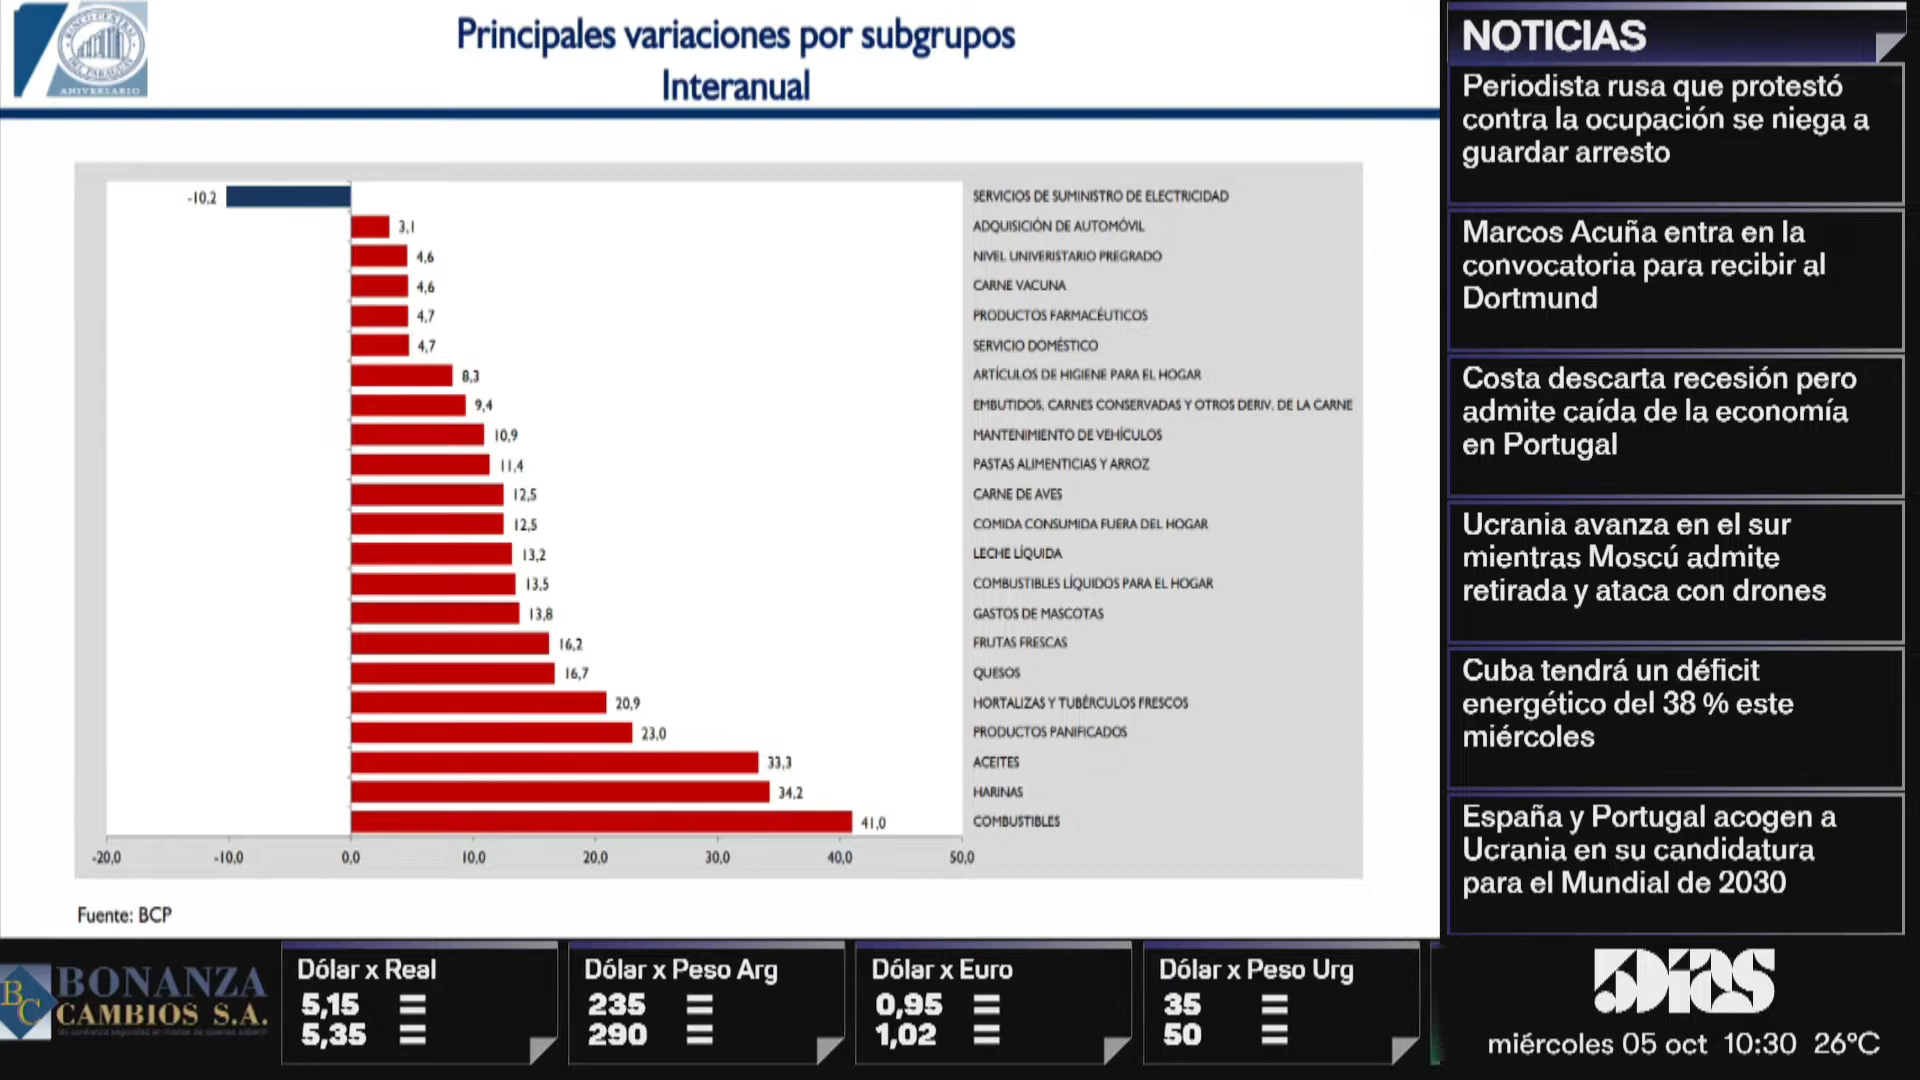 BANCO CENTRAL
DEL PARAGUAY
ANIVERSARIO
Principales variaciones por subgrupos
Interanual
-10,2 SERVICIOS DE SUMINISTRO DE ELECTRICIDAD
3,1 ADQUISICIÓN DE AUTOMÓVIL
4,6 NIVEL UNIVERISTARIO PREGRADO
4,6 CARNE VACUNA
4,7 PRODUCTOS FARMACÉUTICOS
4,7 SERVICIO DOMÉSTICO
8,3 ARTÍCULOS DE HIGIENE PARA EL HOGAR
9,4 EMBUTIDOS, CARNES CONSERVADAS Y OTROS DERIV. DE LA CARNE
10,9 MANTENIMIENTO DE VEHÍCULOS
11,4 PASTAS ALIMENTICIAS Y ARROZ
12,5 CARNE DE AVES
12,5 COMIDA CONSUMIDA FUERA DEL HOGAR
13,2 LECHE LÍQUIDA
13,5 COMBUSTIBLES LÍQUIDOS PARA EL HOGAR
13,8 GASTOS DE MASCOTAS
16,2 FRUTAS FRESCAS
16,7 QUESOS
20,9 HORTALIZAS Y TUBÉRCULOS FRESCOS
23,0 PRODUCTOS PANIFICADOS
33,3 ACEITES
34,2 HARINAS
41,0 COMBUSTIBLES
-20,0 -10,0 0,0 10,0 20,0 30,0 40,0 50,0
Fuente: BCP
NOTICIAS
Periodista rusa que protestó
contra la ocupación se niega a
guardar arresto
Marcos Acuña entra en la
convocatoria para recibir al
Dortmund
Costa descarta recesión pero
admite caída de la economía
en Portugal
Ucrania avanza en el sur
mientras Moscú admite
retirada y ataca con drones
Cuba tendrá un déficit
energético del 38 % este
miércoles
España y Portugal acogen a
Ucrania en su candidatura
para el Mundial de 2030
BC BONANZA
CAMBIOS S.A.
Dólar x Real
5,15
5,35
Dólar x Peso Arg
235
290
Dólar x Euro
0,95
1,02
Dólar x Peso Urg
35
50
5Días
miércoles 05 oct 10:30 26°C